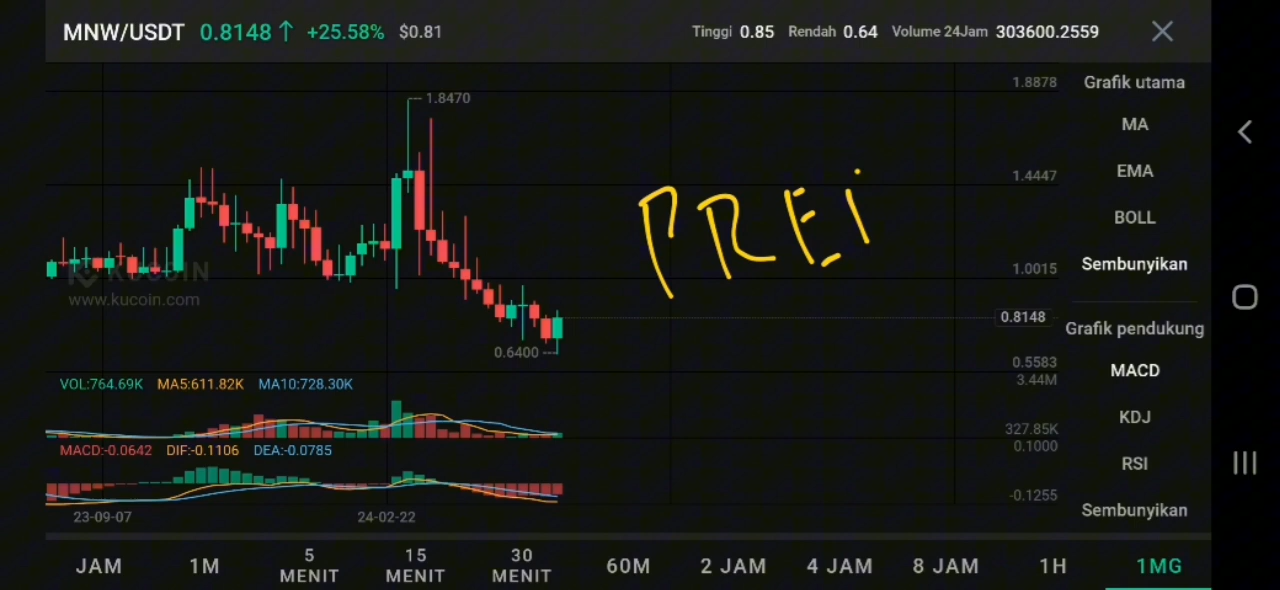 MNW/USDT 0.8148↑ +25.58% $0.81 Tinggi 0.85 Rendah 0.64 Volume 24Jam 303600.2559
1.8878 Grafik utama
1.8470
MA
1.4447 EMA
PREi
BOLL
KUCOIN 1.0015 Sembunyikan
www.kucoin.com
0.8148 Grafik pendukung
0.6400 0.5583
VOL:764.69K MA5:611.82K MA10:728.30K 3.44M MACD
327.85K KDJ
MACD:-0.0642 DIF:-0.1106 DEA:-0.0785 0.1000
RSI
-0.1255
23-09-07 24-02-22 Sembunyikan
JAM 1M 5 MENIT 15 MENIT 30 MENIT 60M 2 JAM 4 JAM 8 JAM 1H 1MG